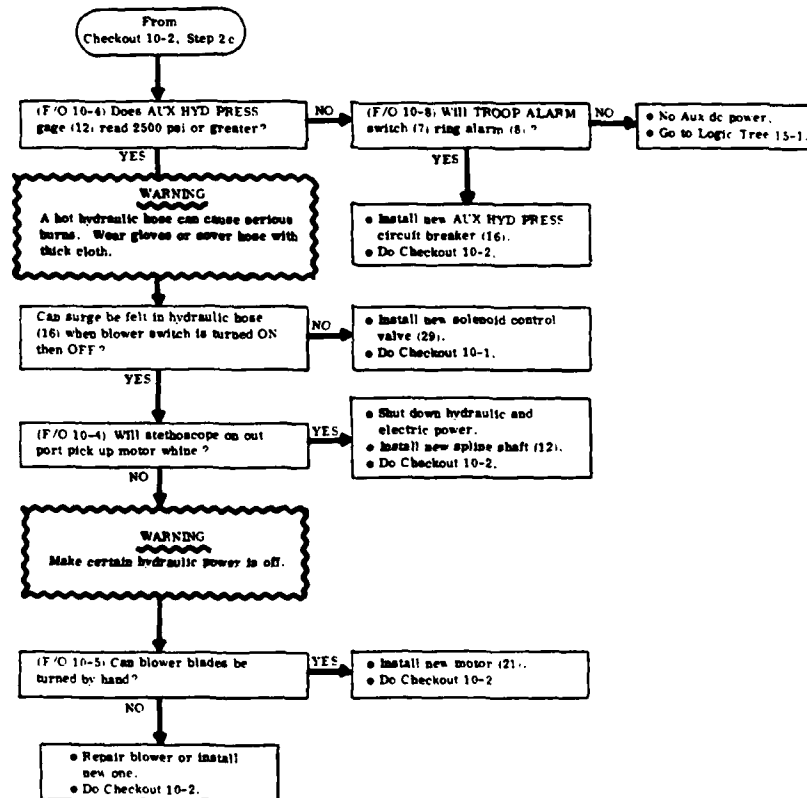 From
Checkout 10-2, Step 2c
(F/O 10-4) Does AUX HYD PRESS
gage (12) read 2500 psi or greater?
NO
(F/O 10-8) Will TROOP ALARM
switch (7) ring alarm (8)?
NO
• No Aux dc power.
• Go to Logic Tree 15-1.
YES
YES
WARNING
A hot hydraulic hose can cause serious
burns. Wear gloves or cover hose with
thick cloth.
• Install new AUX HYD PRESS
circuit breaker (16).
• Do Checkout 10-2.
Can surge be felt in hydraulic hose
(16) when blower switch is turned ON
then OFF?
NO
• Install new solenoid control
valve (29).
• Do Checkout 10-1.
YES
(F/O 10-4) Will stethoscope on out
port pick up motor whine?
YES
• Shut down hydraulic and
electric power.
• Install new spline shaft (12).
• Do Checkout 10-2.
NO
WARNING
Make certain hydraulic power is off.
(F/O 10-5) Can blower blades be
turned by hand?
YES
• Install new motor (21).
• Do Checkout 10-2
NO
• Repair blower or install
new one.
• Do Checkout 10-2.